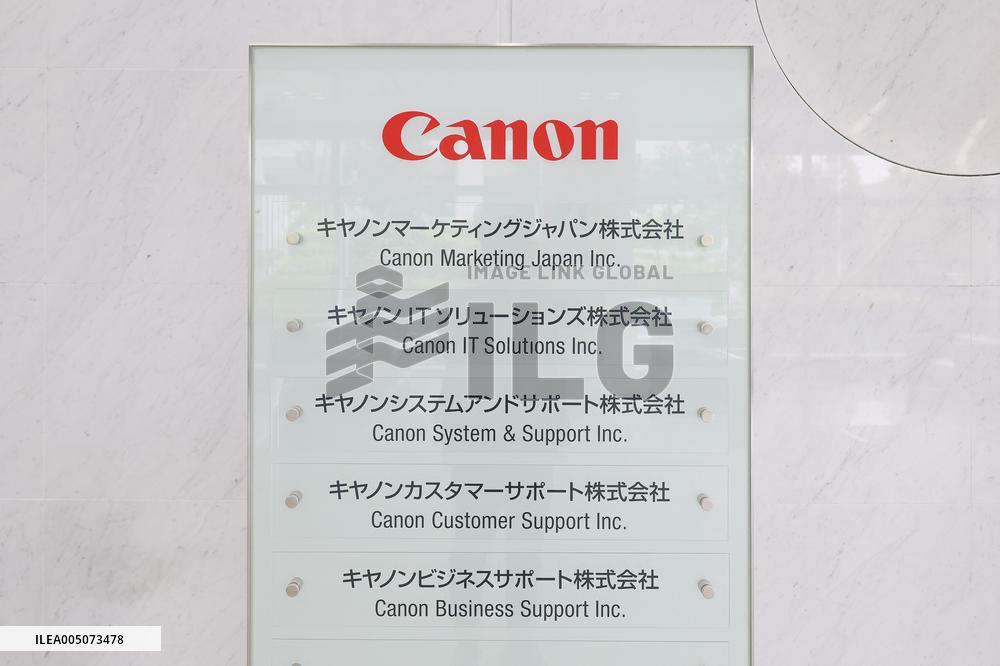 Canon
キヤノンマーケティングジャパン株式会社
Canon Marketing Japan Inc.
IMAGE LINK GLOBAL
キヤノン ITソリューションズ株式会社
Canon IT Solutions Inc.
ILG
キヤノンシステムアンドサポート株式会社
Canon System & Support Inc.
キヤノンカスタマーサポート株式会社
Canon Customer Support Inc.
キヤノンビジネスサポート株式会社
Canon Business Support Inc.
ILEA005073478